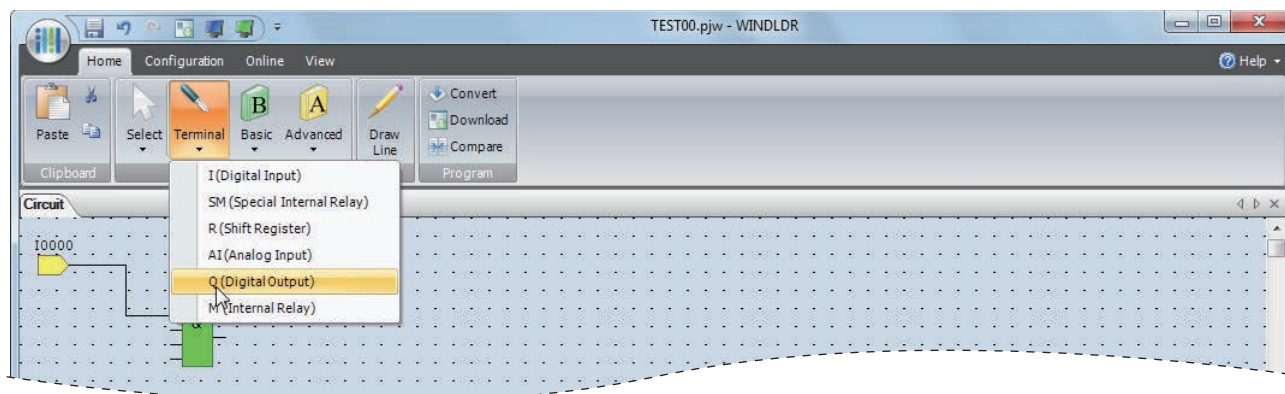 TEST00.pjw - WINDLDR
Home Configuration Online View Help
Paste Select Terminal B Basic A Advanced Draw Line Convert Download Compare
Clipboard Program
Circuit
I (Digital Input)
SM (Special Internal Relay)
R (Shift Register)
AI (Analog Input)
Q (Digital Output)
M (Internal Relay)
I0000
&